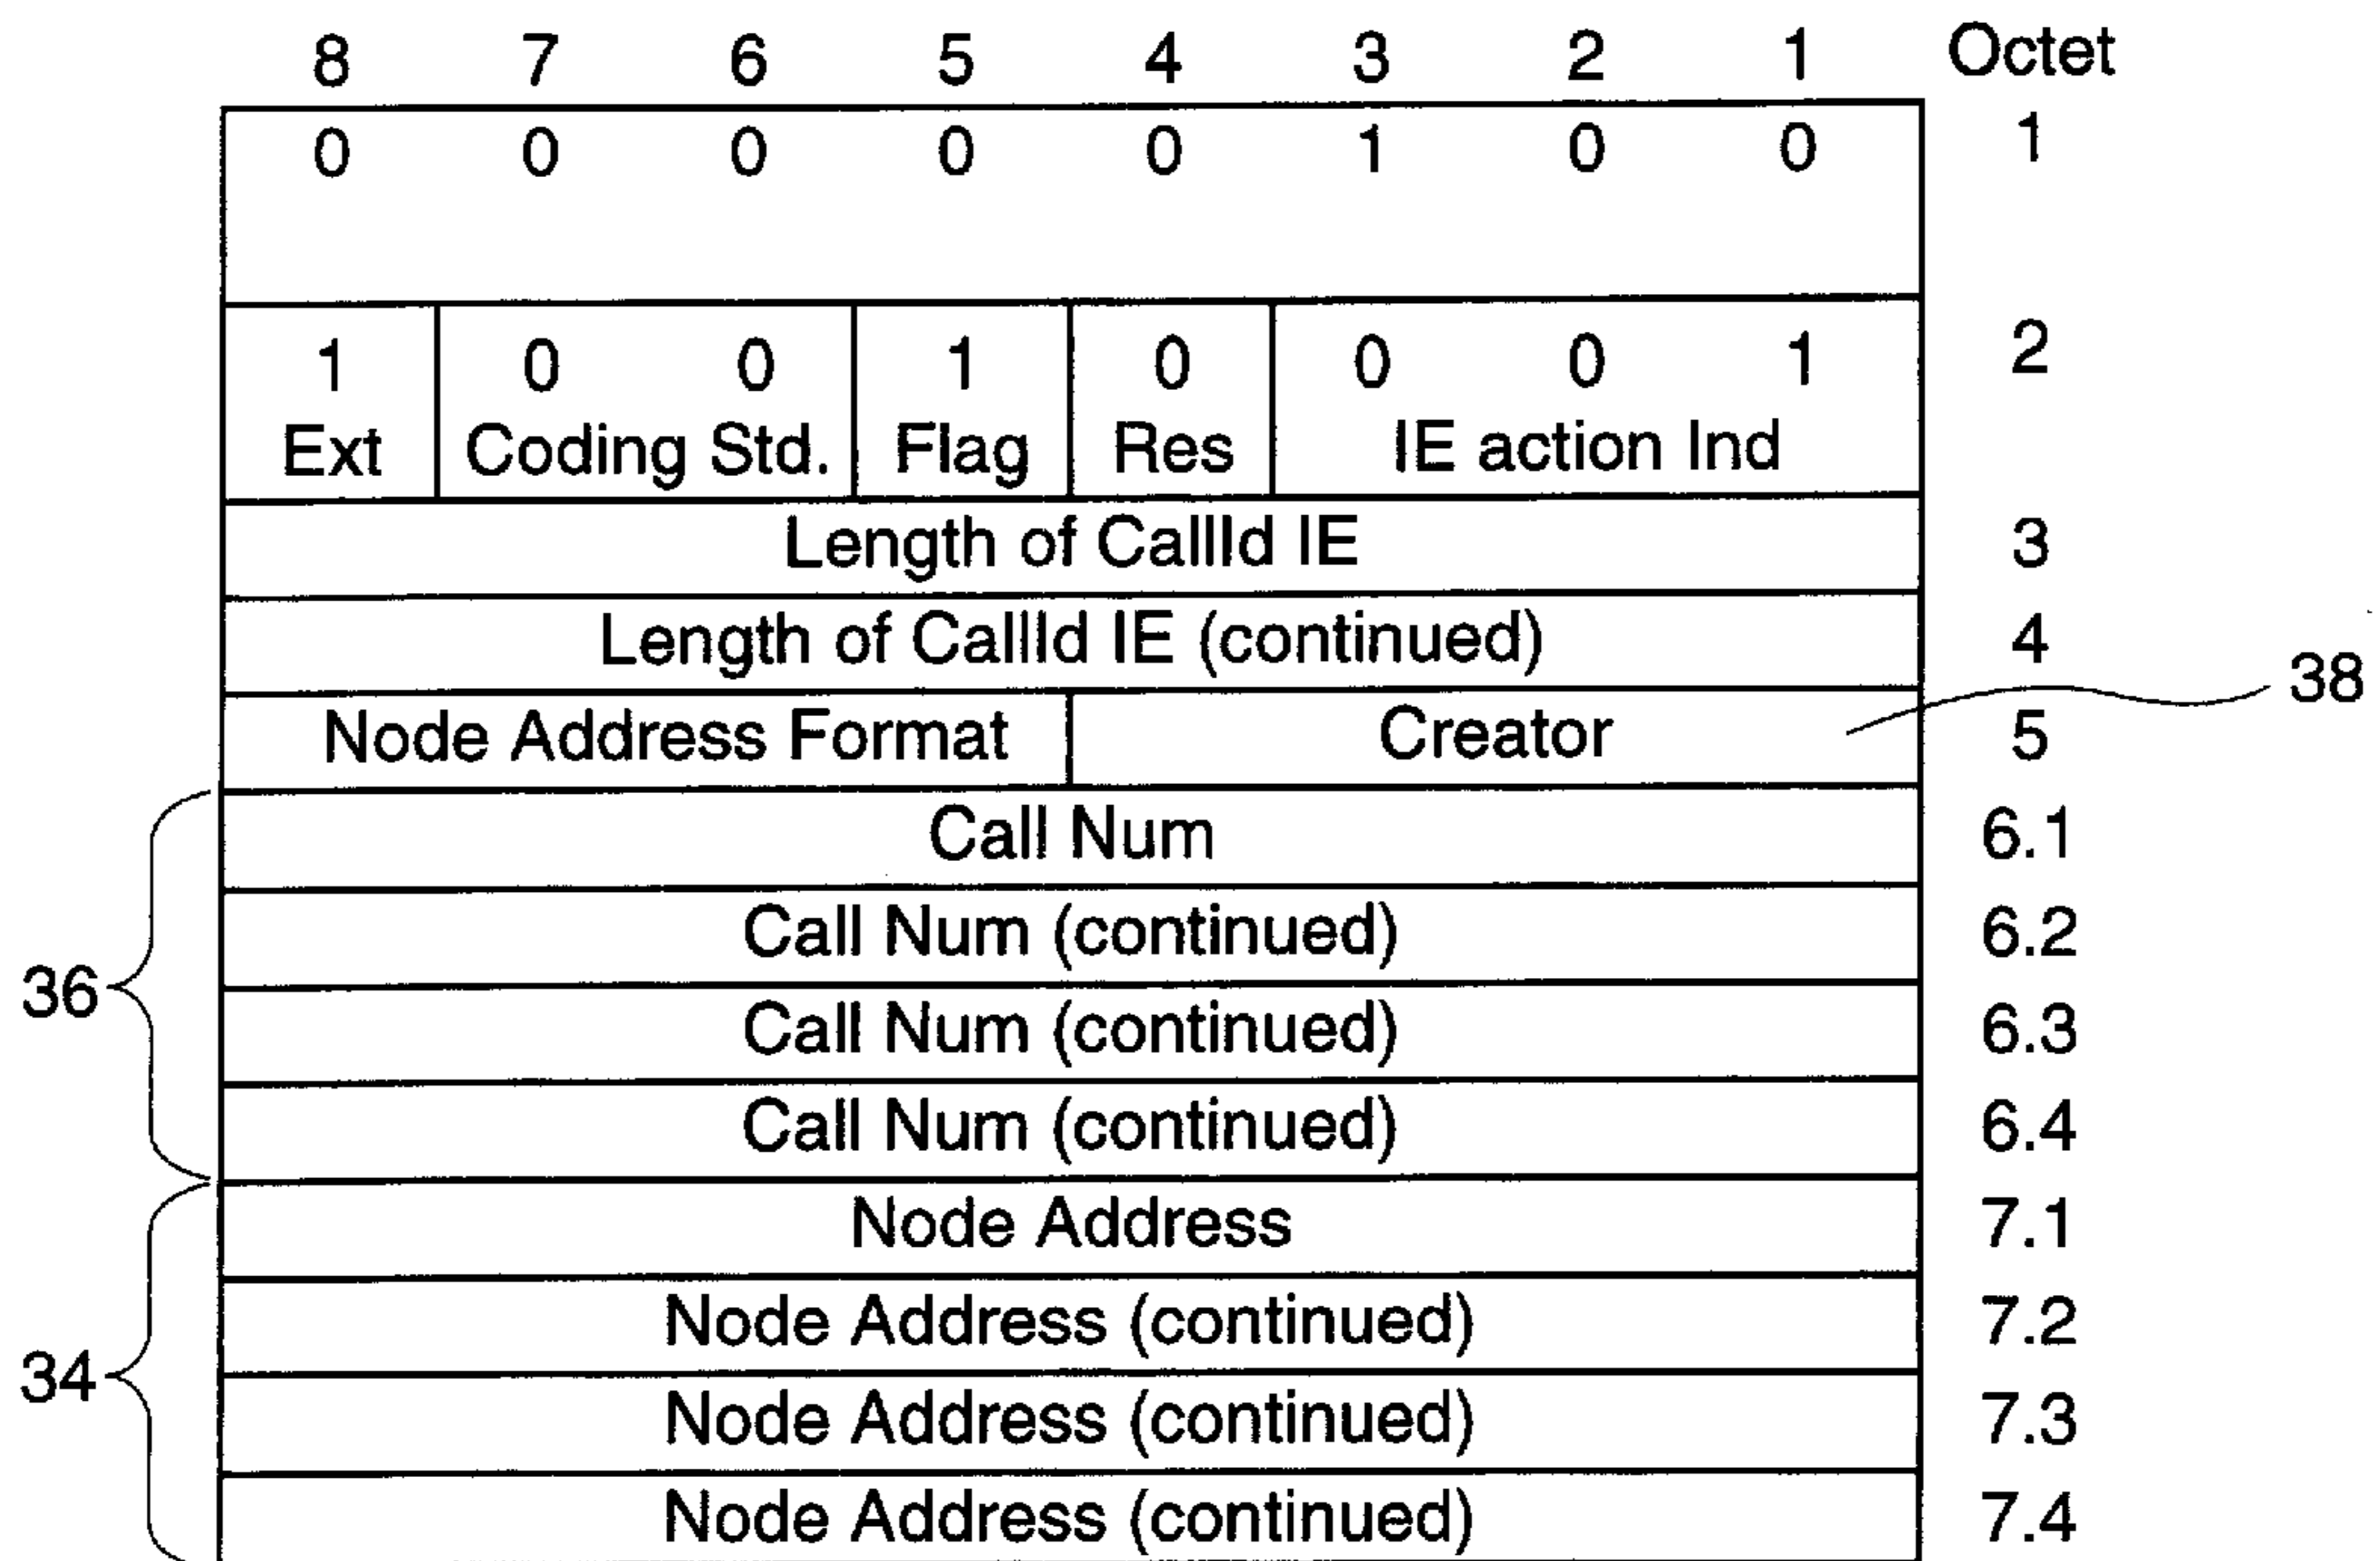 8 7 6 5 4 3 2 1 Octet
0 0 0 0 0 1 0 0 1
1 0 0 1 0 0 0 1 2
Ext Coding Std. Flag Res IE action Ind
Length of CallId IE 3
Length of CallId IE (continued) 4
38
Node Address Format Creator 5
Call Num 6.1
Call Num (continued) 6.2
36
Call Num (continued) 6.3
Call Num (continued) 6.4
Node Address 7.1
Node Address (continued) 7.2
34
Node Address (continued) 7.3
Node Address (continued) 7.4